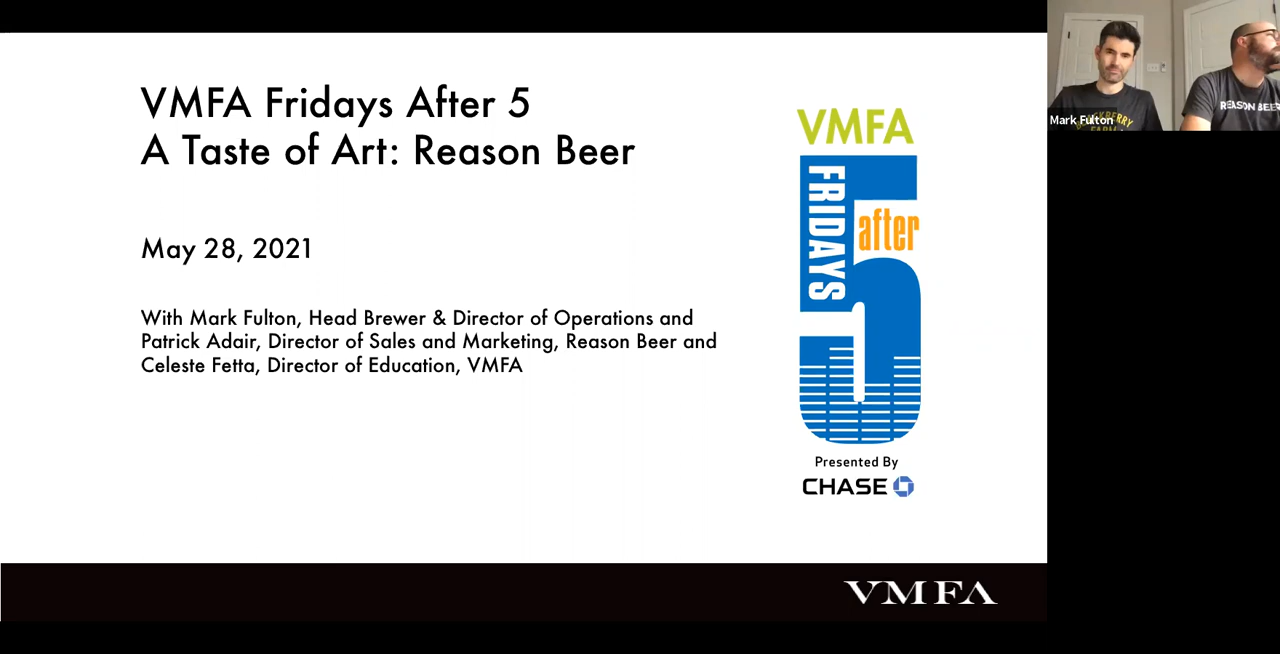 VMFA Fridays After 5
A Taste of Art: Reason Beer
May 28, 2021
With Mark Fulton, Head Brewer & Director of Operations and
Patrick Adair, Director of Sales and Marketing, Reason Beer and
Celeste Fetta, Director of Education, VMFA
VMFA
FRIDAYS
after
5
Presented By
CHASE
VMFA
Mark Fulton
REASON BEER